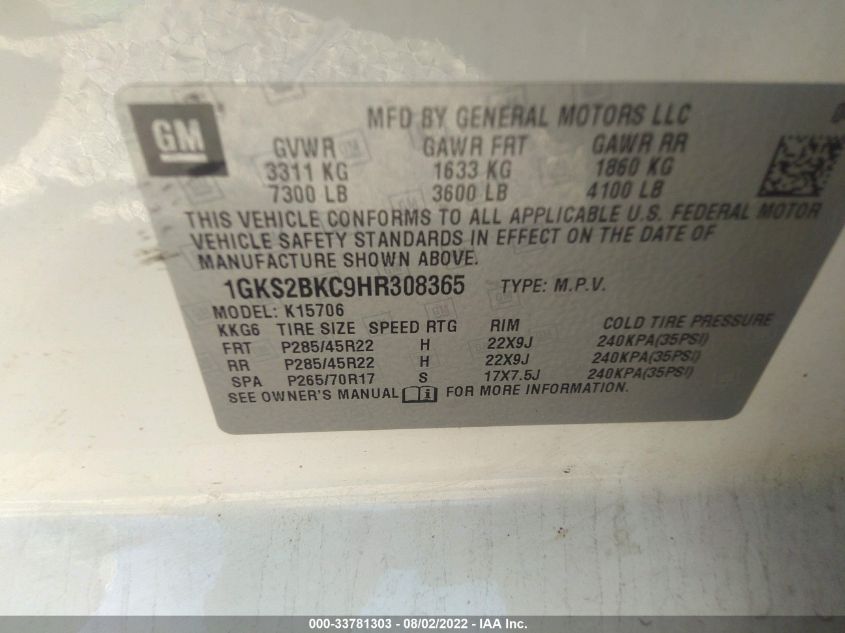 GM
MFD BY GENERAL MOTORS LLC
GVWR GAWR FRT GAWR RR
3311 KG 1633 KG 1860 KG
7300 LB 3600 LB 4100 LB
THIS VEHICLE CONFORMS TO ALL APPLICABLE U.S. FEDERAL MOTOR
VEHICLE SAFETY STANDARDS IN EFFECT ON THE DATE OF
MANUFACTURE SHOWN ABOVE.
1GKS2BKC9HR308365 TYPE: M.P.V.
MODEL: K15706
KKG6 TIRE SIZE SPEED RTG RIM COLD TIRE PRESSURE
FRT P285/45R22 H 22X9J 240KPA(35PSI)
RR P285/45R22 H 22X9J 240KPA(35PSI)
SPA P265/70R17 S 17X7.5J 240KPA(35PSI)
SEE OWNER'S MANUAL i FOR MORE INFORMATION.
000-33781303 - 08/02/2022 - IAA Inc.